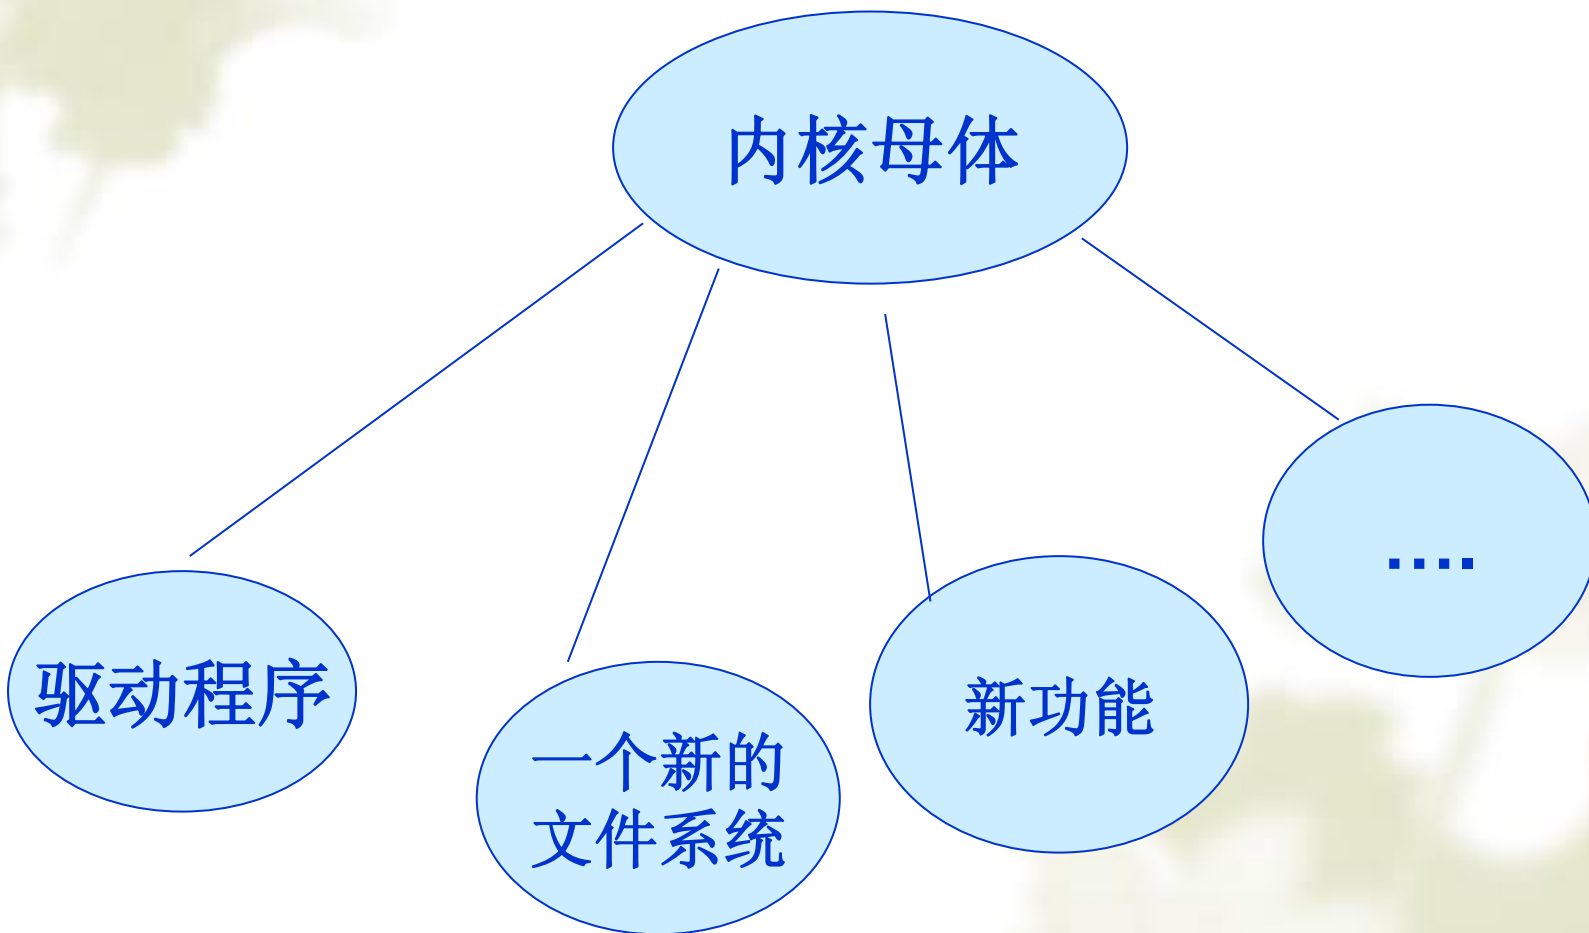 内核母体
....
驱动程序
新功能
一个新的
文件系统